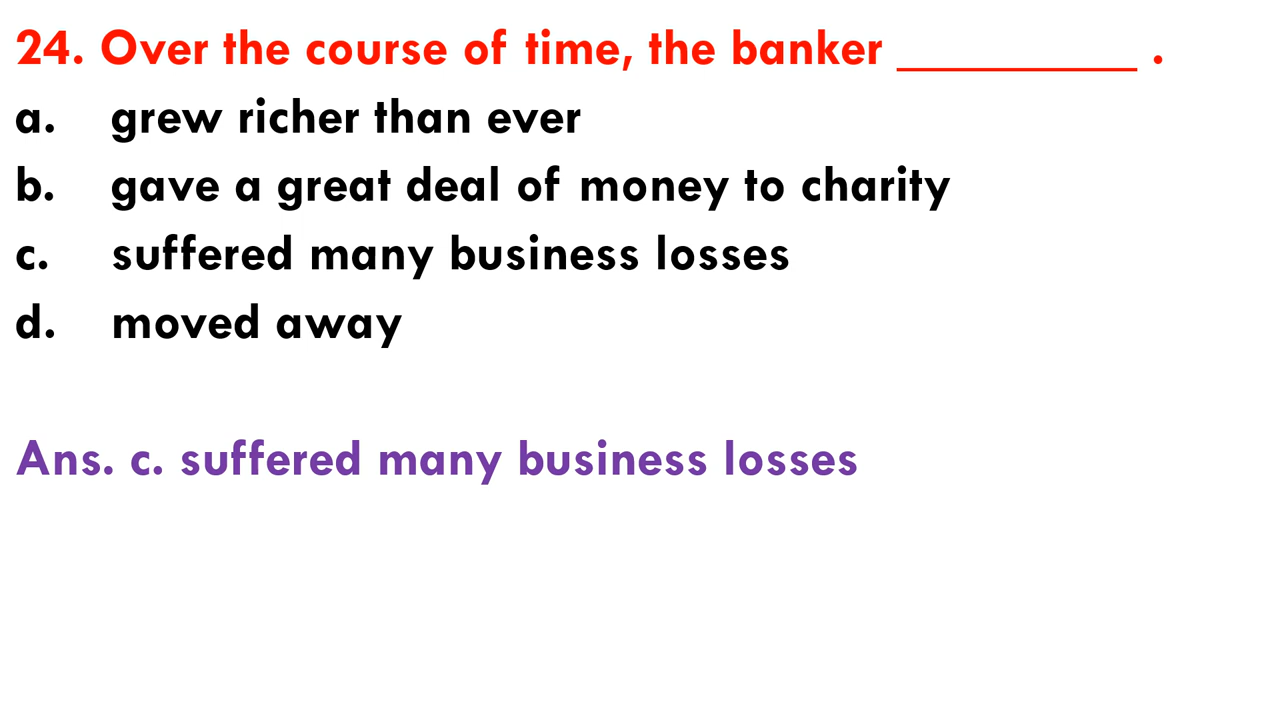 24. Over the course of time, the banker __________ .
a. grew richer than ever
b. gave a great deal of money to charity
c. suffered many business losses
d. moved away
Ans. c. suffered many business losses